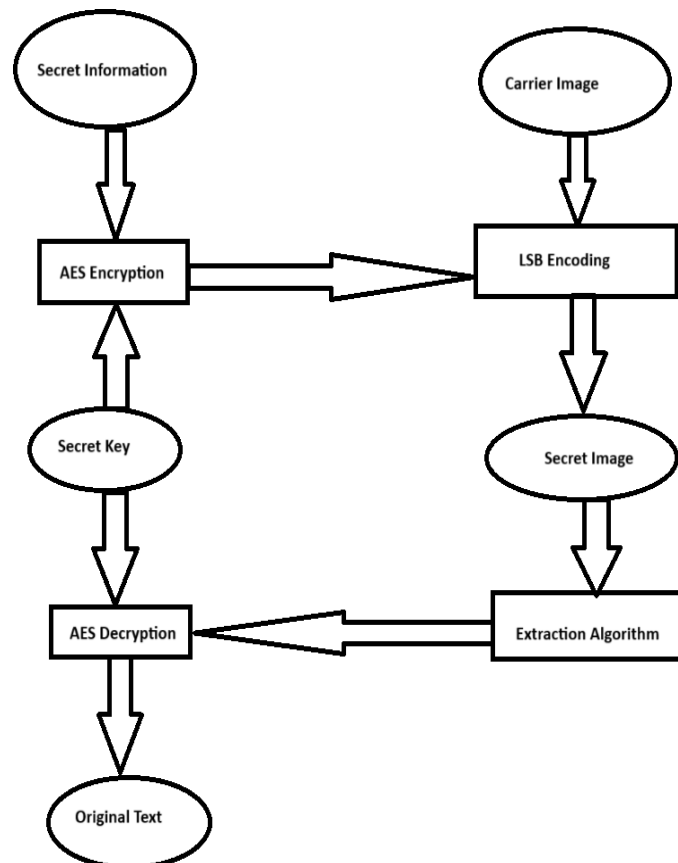 Secret Information
Carrier Image
AES Encryption
LSB Encoding
Secret Key
Secret Image
AES Decryption
Extraction Algorithm
Original Text